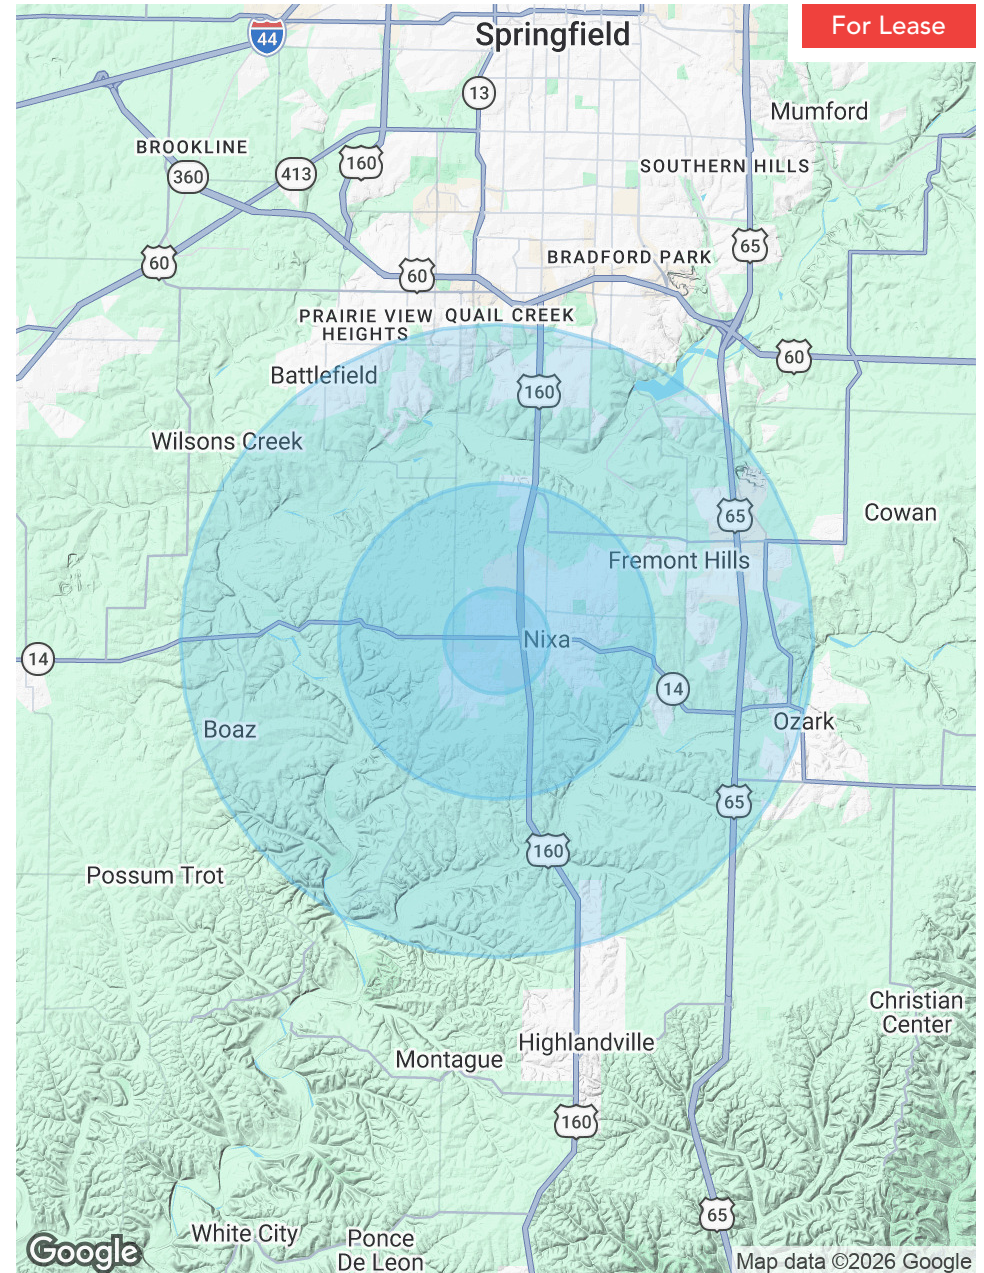 For Lease
Springfield
44
13
Mumford
BROOKLINE
360
413
160
SOUTHERN HILLS
65
60
BRADFORD PARK
60
PRAIRIE VIEW
HEIGHTS
QUAIL CREEK
60
Battlefield
160
Wilsons Creek
65
Cowan
Fremont Hills
Nixa
14
14
Boaz
Ozark
65
160
Possum Trot
Christian
Center
Highlandville
Montague
160
65
White City
Ponce
De Leon
Google
Map data ©2026 Google